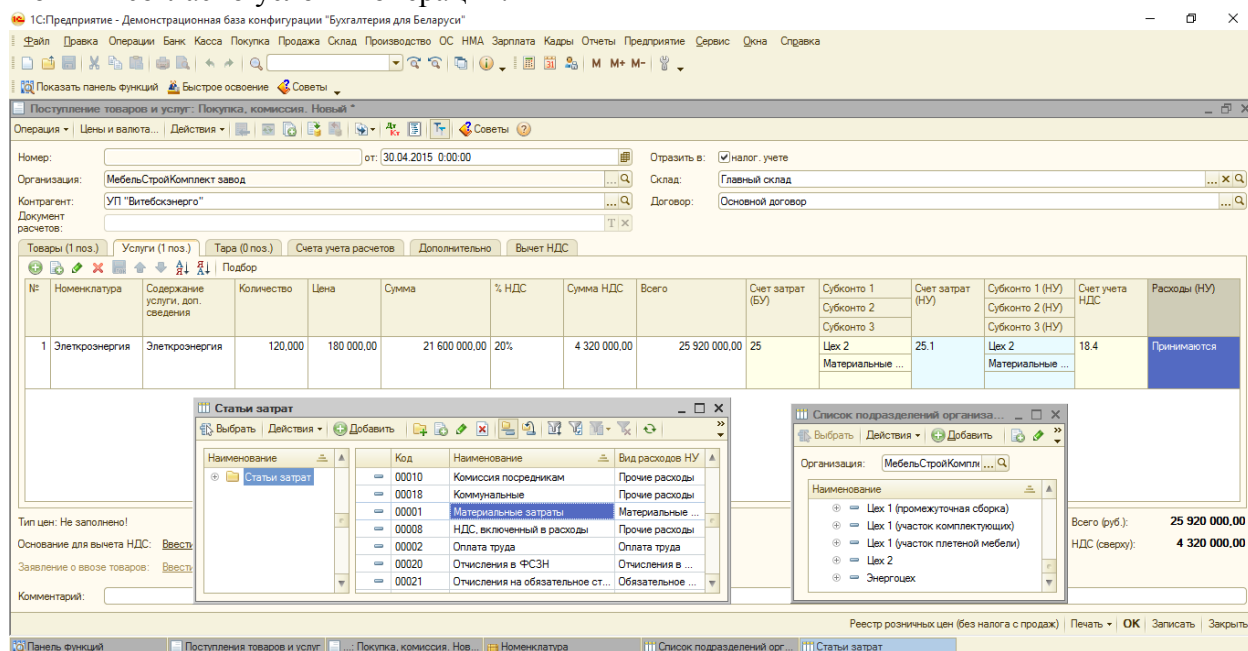 1С:Предприятие - Демонстрационная база конфигурации "Бухгалтерия для Беларуси"
Файл Правка Операции Банк Касса Покупка Продажа Склад Производство ОС НМА Зарплата Кадры Отчеты Предприятие Сервис Окна Справка
M M+ M-
Показать панель функций Быстрое освоение Советы
Поступление товаров и услуг: Покупка, комиссия. Новый *
Операция Цены и валюта... Действия Советы
Номер: от: 30.04.2015 0:00:00 Отразить в: налог. учете
Организация: МебельСтройКомплект завод Склад: Главный склад
Контрагент: УП "Витебскэнерго" Договор: Основной договор
Документ расчетов:
Товары (1 поз.) Услуги (1 поз.) Тара (0 поз.) Счета учета расчетов Дополнительно Вычет НДС
Подбор
№ Номенклатура Содержание услуги, доп. сведения Количество Цена Сумма % НДС Сумма НДС Всего Счет затрат (БУ) Субконто 1 Счет затрат (НУ) Субконто 1 (НУ) Счет учета НДС Расходы (НУ)
Субконто 2 Субконто 2 (НУ)
Субконто 3 Субконто 3 (НУ)
1 Элеткроэнергия Элеткроэнергия 120,000 180 000,00 21 600 000,00 20% 4 320 000,00 25 920 000,00 25 Цех 2 25.1 Цех 2 18.4 Принимаются
Материальные ... Материальные ...
Статьи затрат
Выбрать Действия Добавить
Наименование
Статьи затрат
Код Наименование Вид расходов НУ
00010 Комиссия посредникам Прочие расходы
00018 Коммунальные Прочие расходы
00001 Материальные затраты Материальные ...
00008 НДС, включенный в расходы Прочие расходы
00002 Оплата труда Оплата труда
00020 Отчисления в ФСЗН Отчисления в ...
00021 Отчисления на обязательное ст... Обязательное ...
Список подразделений организа...
Выбрать Действия Добавить
Организация: МебельСтройКомпле
Наименование
Цех 1 (промежуточная сборка)
Цех 1 (участок комплектующих)
Цех 1 (участок плетеной мебели)
Цех 2
Энергоцех
Тип цен: Не заполнено! Всего (руб.): 25 920 000,00
Основание для вычета НДС: Ввести НДС (сверху): 4 320 000,00
Заявление о ввозе товаров: Ввести
Комментарий:
Реестр розничных цен (без налога с продаж) Печать ОК Записать Закрыть
Панель функций Поступления товаров и услуг ...: Покупка, комиссия. Нов... Номенклатура Список подразделений орг... Статьи затрат